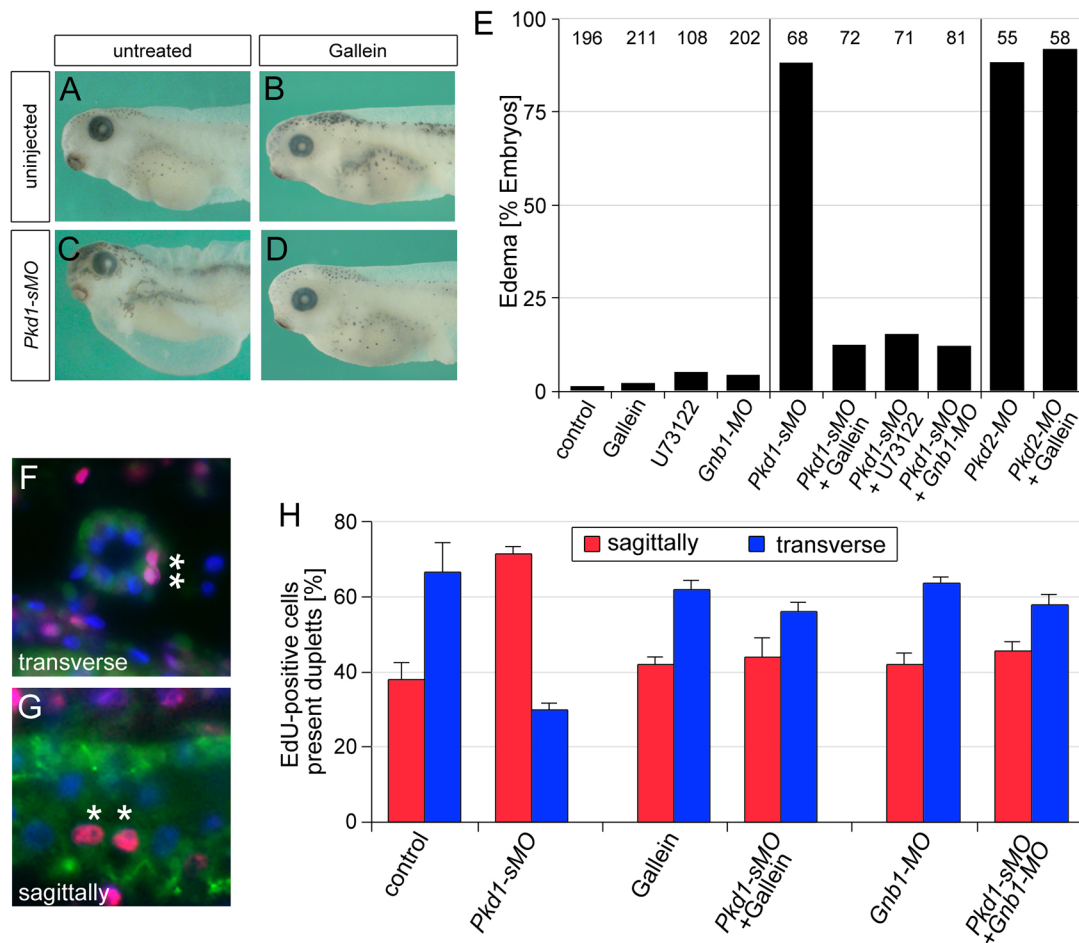 untreated
Gallein
uninjected
Pkd1-sMO
A
B
C
D
E
Edema [% Embryos]
100
75
50
25
0
196
211
108
202
68
72
71
81
55
58
control
Gallein
U73122
Gnb1-MO
Pkd1-sMO
Pkd1-sMO
+ Gallein
Pkd1-sMO
+ U73122
Pkd1-sMO
+ Gnb1-MO
Pkd2-MO
Pkd2-MO
+ Gallein
F
**
transverse
G
* *
sagittally
H
EdU-positive cells
present dupletts [%]
80
60
40
20
0
sagittally
transverse
control
Pkd1-sMO
Gallein
Pkd1-sMO
+Gallein
Gnb1-MO
Pkd1-sMO
+Gnb1-MO